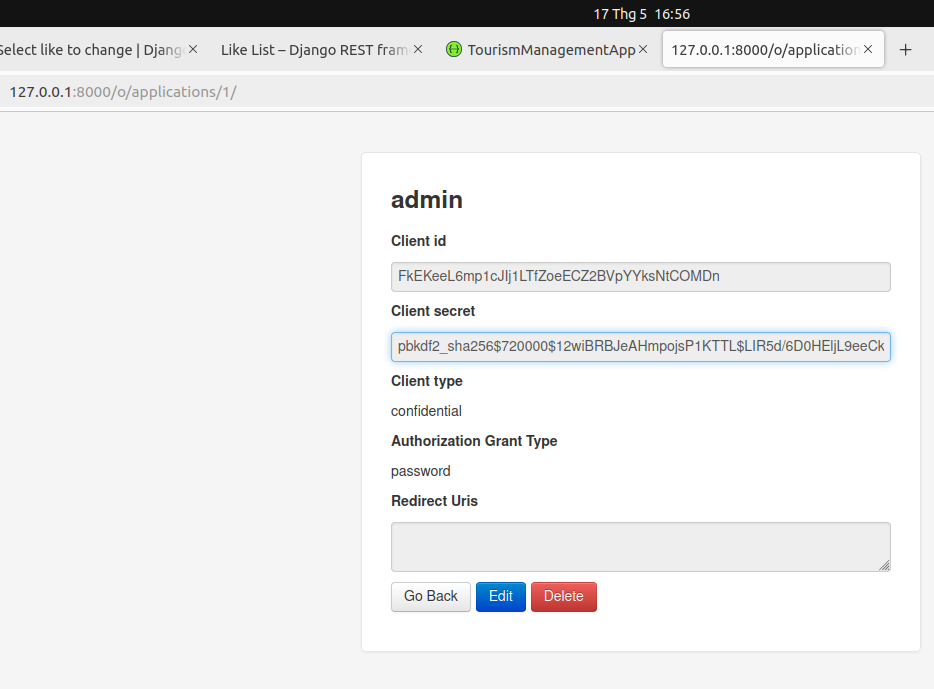 17 Thg 5 16:56
Select like to change | Djang
Like List – Django REST fram
TourismManagementApp
127.0.0.1:8000/o/application
127.0.0.1:8000/o/applications/1/
admin
Client id
FkEKeeL6mp1cJIj1LTfZoeECZ2BVpYYksNtCOMDn
Client secret
pbkdf2_sha256$720000$12wiBRBJeAHmpojsP1KTTL$LIR5d/6D0HEljL9eeCk
Client type
confidential
Authorization Grant Type
password
Redirect Uris
Go Back Edit Delete